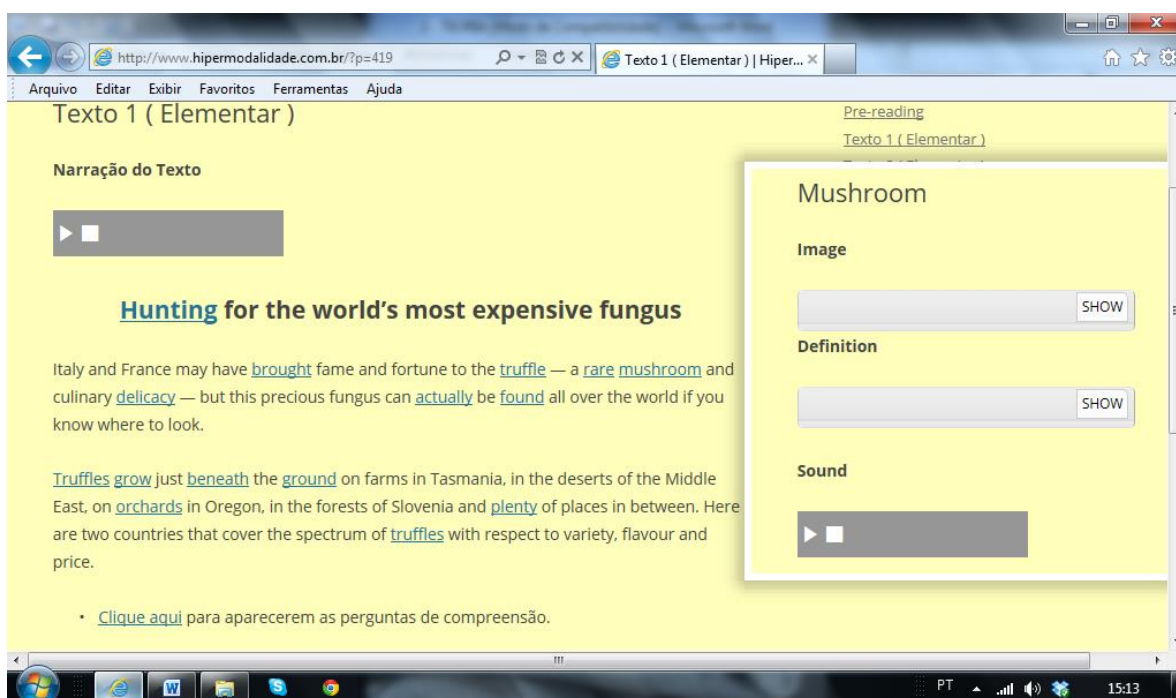 http://www.hipermodalidade.com.br/?p=419
Texto 1 ( Elementar ) | Hiper...
Arquivo Editar Exibir Favoritos Ferramentas Ajuda
Texto 1 ( Elementar )
Narração do Texto
Hunting for the world's most expensive fungus
Italy and France may have brought fame and fortune to the truffle — a rare mushroom and
culinary delicacy — but this precious fungus can actually be found all over the world if you
know where to look.
Truffles grow just beneath the ground on farms in Tasmania, in the deserts of the Middle
East, on orchards in Oregon, in the forests of Slovenia and plenty of places in between. Here
are two countries that cover the spectrum of truffles with respect to variety, flavour and
price.
• Clique aqui para aparecerem as perguntas de compreensão.
Pre-reading
Texto 1 ( Elementar )
Mushroom
Image
SHOW
Definition
SHOW
Sound
PT
15:13